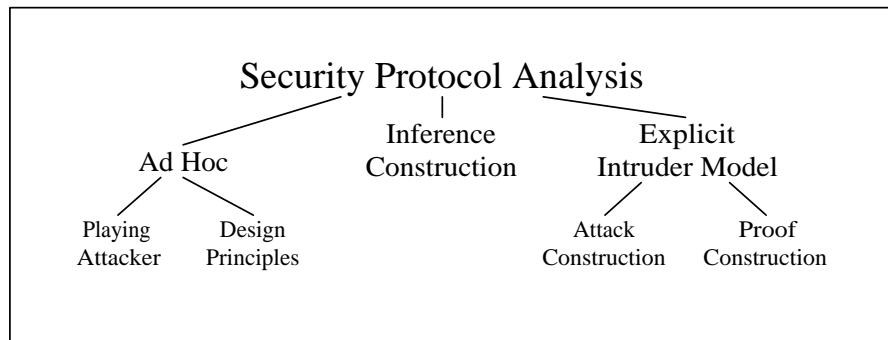 Security Protocol Analysis
Ad Hoc
Inference
Construction
Explicit
Intruder Model
Playing
Attacker
Design
Principles
Attack
Construction
Proof
Construction